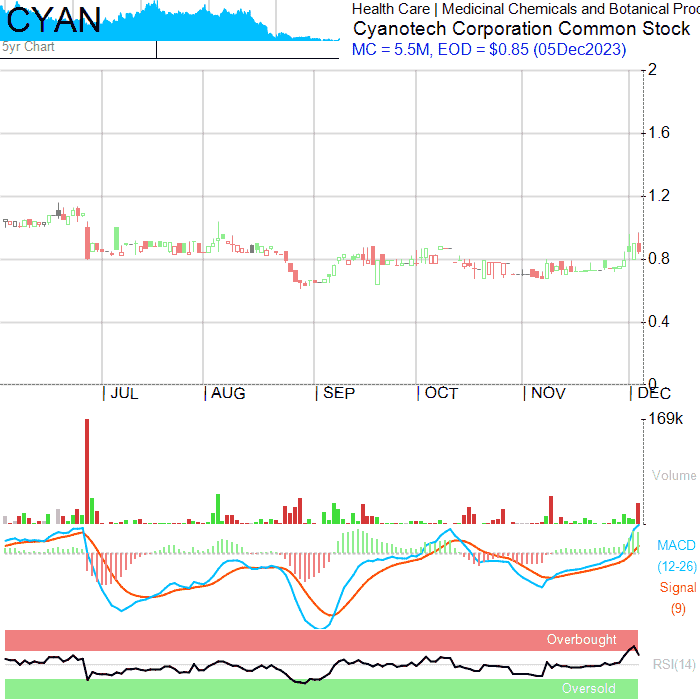 CYAN
5yr Chart
Health Care | Medicinal Chemicals and Botanical Pro
Cyanotech Corporation Common Stock
MC = 5.5M, EOD = $0.85 (05Dec2023)
2
1.6
1.2
0.8
0.4
0
JUL AUG SEP OCT NOV DEC
169k
Volume
MACD
(12-26)
Signal
(9)
Overbought
RSI(14)
Oversold